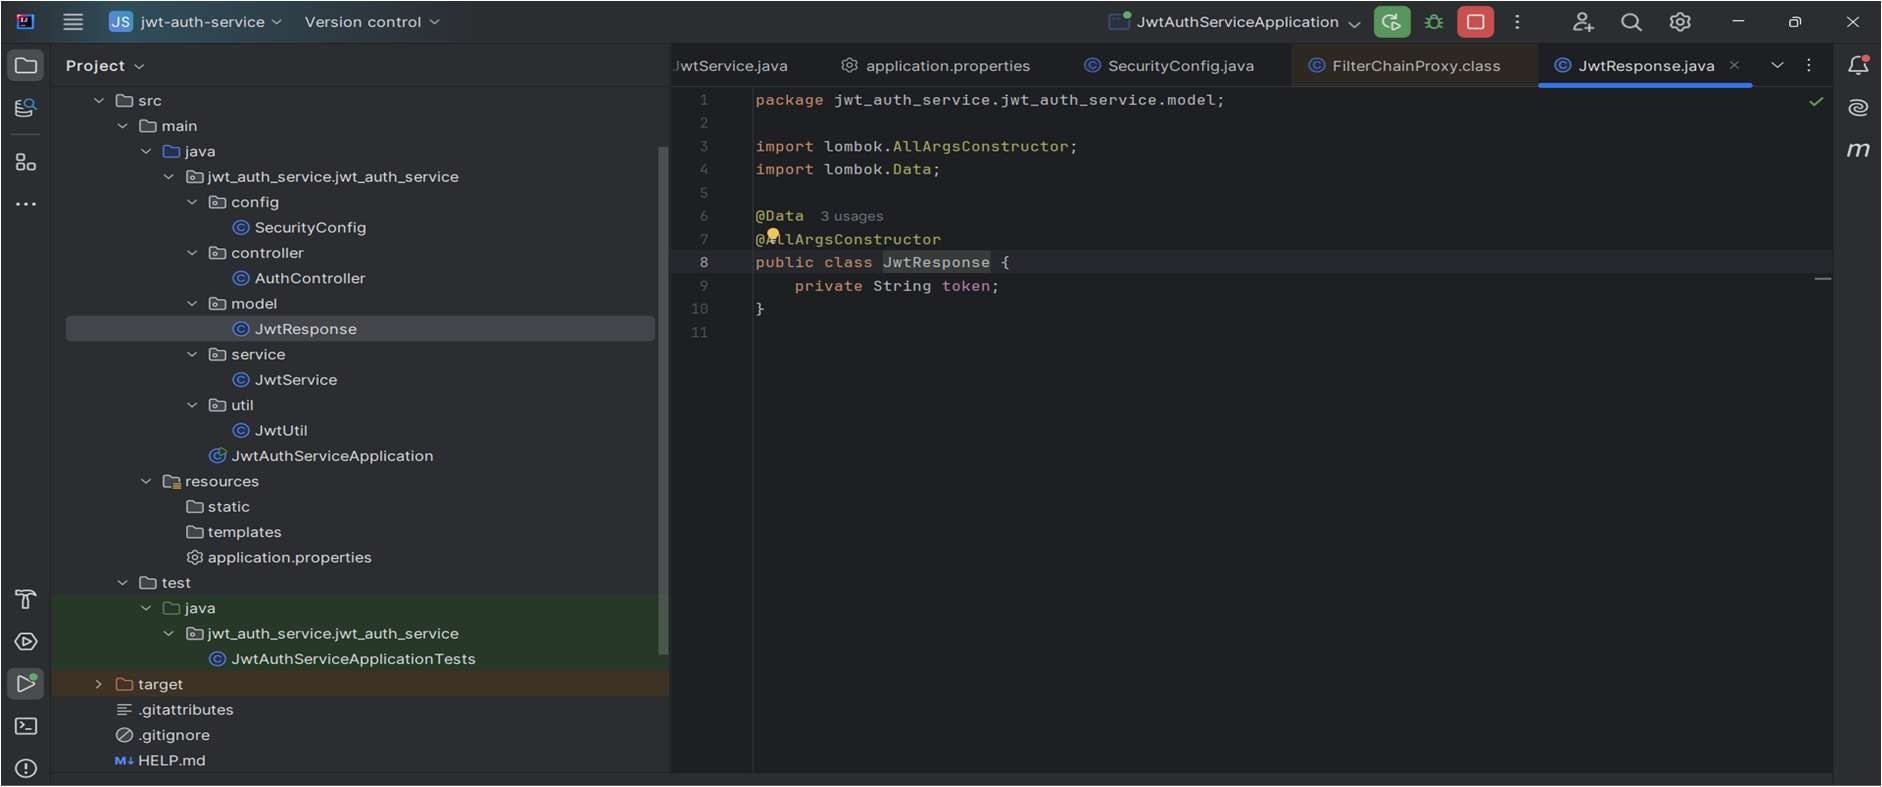 JS jwt-auth-service Version control JwtAuthServiceApplication
Project
src
main
java
jwt_auth_service.jwt_auth_service
config
SecurityConfig
controller
AuthController
model
JwtResponse
service
JwtService
util
JwtUtil
JwtAuthServiceApplication
resources
static
templates
application.properties
test
java
jwt_auth_service.jwt_auth_service
JwtAuthServiceApplicationTests
target
.gitattributes
.gitignore
M↓ HELP.md
JwtService.java application.properties SecurityConfig.java FilterChainProxy.class JwtResponse.java
1 package jwt_auth_service.jwt_auth_service.model;
2
3 import lombok.AllArgsConstructor;
4 import lombok.Data;
5
6 @Data 3 usages
7 @AllArgsConstructor
8 public class JwtResponse {
9 private String token;
10 }
11
m